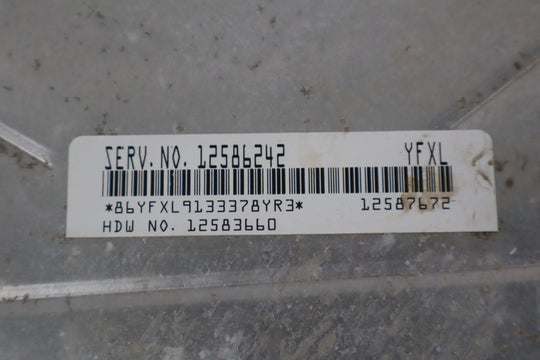 SERV. NO. 12586242 YFXL
*86YFXL9133378YR3* 12587672
HDW NO. 12583660